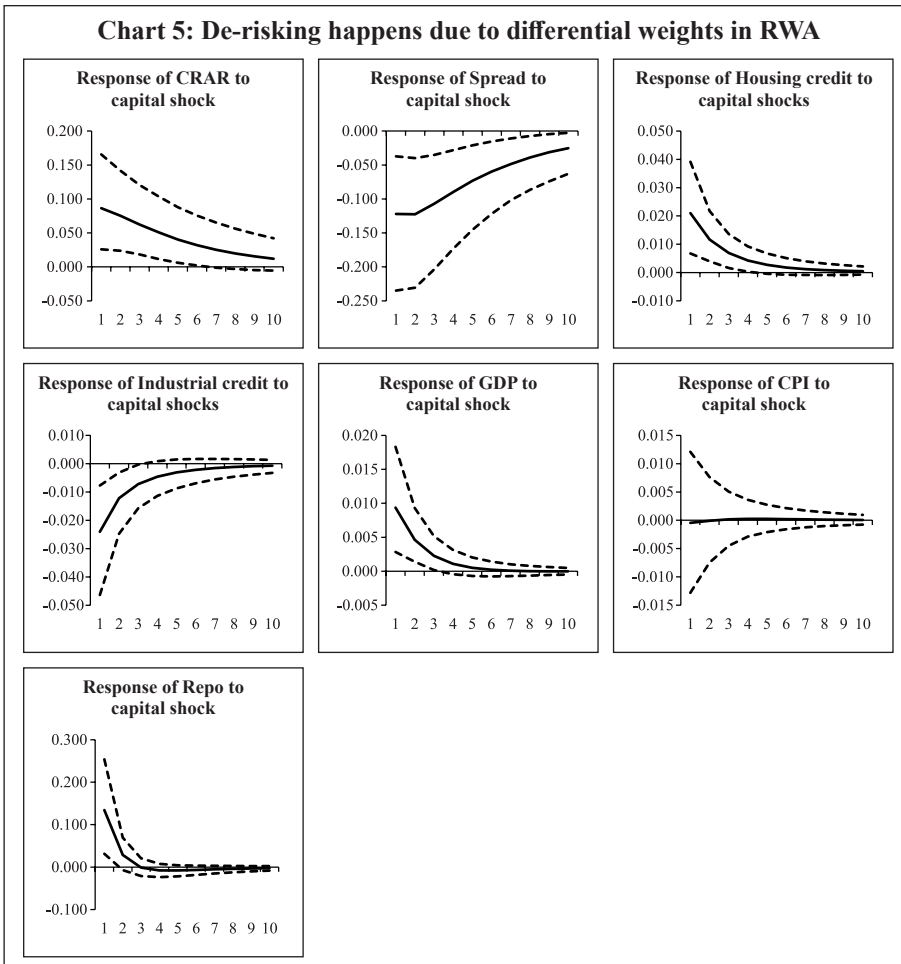 Chart 5: De-risking happens due to differential weights in RWA
Response of CRAR to
capital shock
0.200
0.150
0.100
0.050
0.000
-0.050
1 2 3 4 5 6 7 8 9 10
Response of Spread to
capital shock
0.000
-0.050
-0.100
-0.150
-0.200
-0.250
1 2 3 4 5 6 7 8 9 10
Response of Housing credit to
capital shocks
0.050
0.040
0.030
0.020
0.010
0.000
-0.010
1 2 3 4 5 6 7 8 9 10
Response of Industrial credit to
capital shocks
0.010
0.000
-0.010
-0.020
-0.030
-0.040
-0.050
1 2 3 4 5 6 7 8 9 10
Response of GDP to
capital shock
0.020
0.015
0.010
0.005
0.000
-0.005
1 2 3 4 5 6 7 8 9 10
Response of CPI to
capital shock
0.015
0.010
0.005
0.000
-0.005
-0.010
-0.015
1 2 3 4 5 6 7 8 9 10
Response of Repo to
capital shock
0.300
0.200
0.100
0.000
-0.100
1 2 3 4 5 6 7 8 9 10